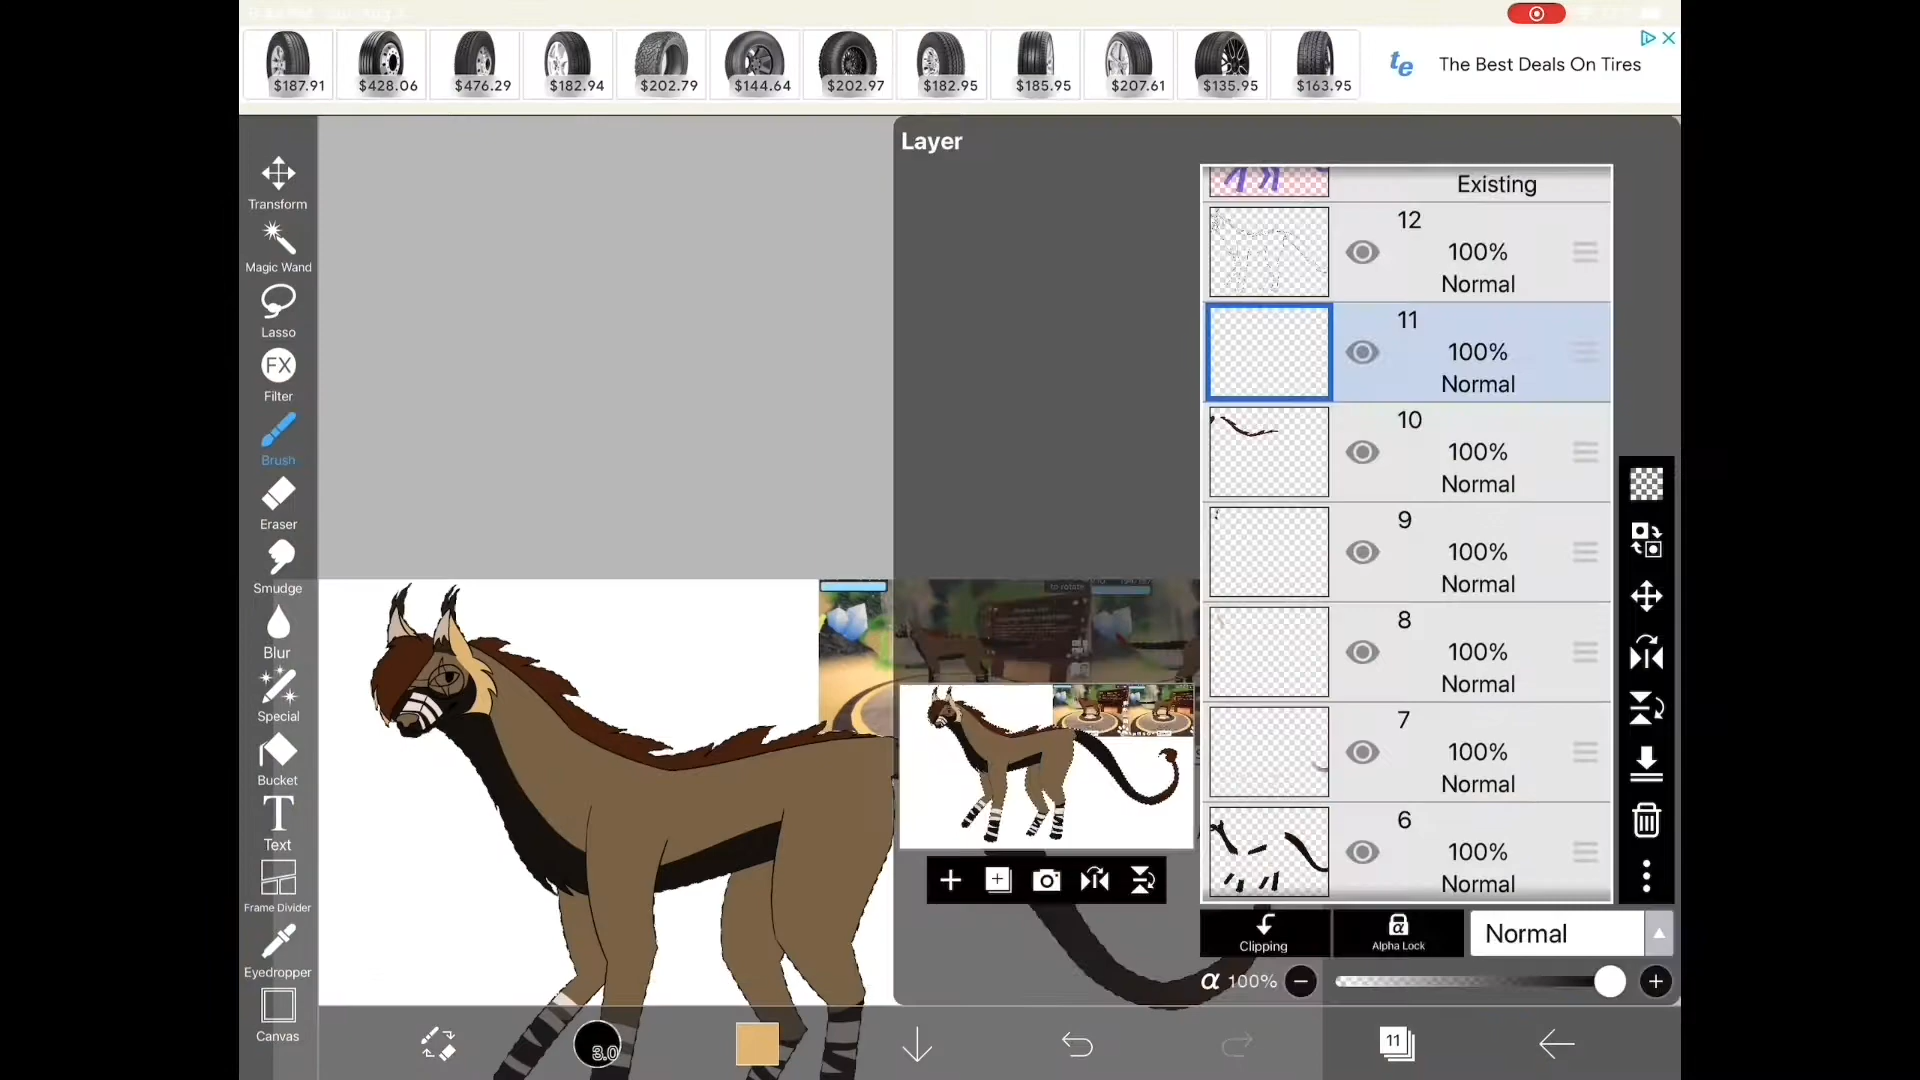 $187.91
$428.06
$476.29
$182.94
$202.79
$144.64
$202.97
$182.95
$185.95
$207.61
$135.95
$163.95
te
The Best Deals On Tires
Layer
Transform
Magic Wand
Lasso
FX
Filter
Brush
Eraser
Smudge
Blur
Special
Bucket
T
Text
Frame Divider
Eyedropper
Canvas
Existing
12
100%
Normal
11
100%
Normal
10
100%
Normal
9
100%
Normal
8
100%
Normal
7
100%
Normal
6
100%
Normal
to rotate
Clipping
α
Alpha Lock
Normal
α 100%
3.0
11